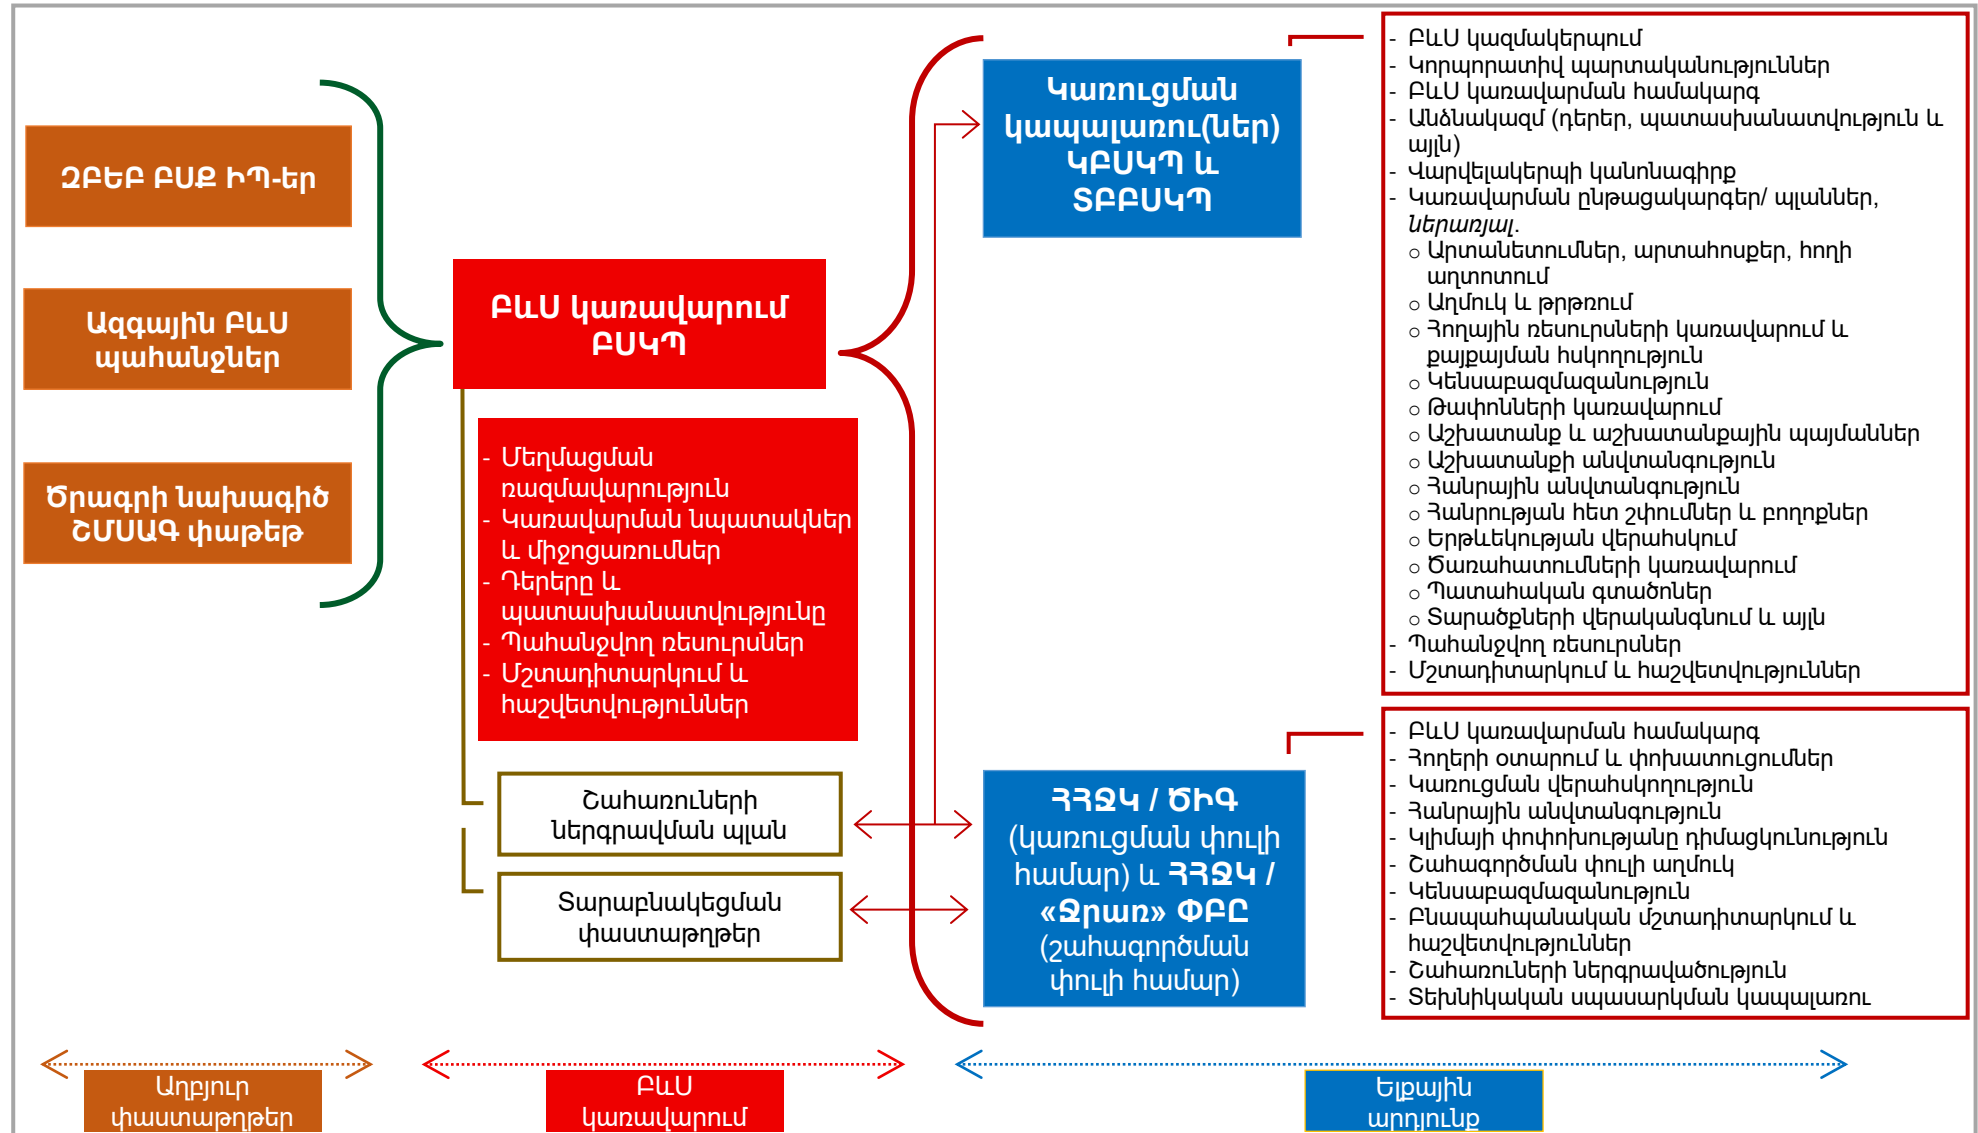 ԶԲԵԲ ԲՍՔ ԻՊ-եր
Ազգային ԲևՍ
պահանջներ
Ծրագրի նախագիծ
ՇՄՍԱԳ փաթեթ
ԲևՍ կառավարում
ԲՍԿՊ
- Մեղմացման
ռազմավարություն
- Կառավարման նպատակներ
և միջոցառումներ
- Դերերը և
պատասխանատվությունը
- Պահանջվող ռեսուրսներ
- Մշտադիտարկում և
հաշվետվություններ
Շահառուների
ներգրավման պլան
Տարաբնակեցման
փաստաթղթեր
Կառուցման
կապալառու(ներ)
ԿԲՍԿՊ և
ՏԲԲՍԿՊ
ՀՀՋԿ / ԾԻԳ
(կառուցման փուլի
համար) և ՀՀՋԿ /
«Ջրառ» ՓԲԸ
(շահագործման
փուլի համար)
- ԲևՍ կազմակերպում
- Կորպորատիվ պարտականություններ
- ԲևՍ կառավարման համակարգ
- Անձնակազմ (դերեր, պատասխանատվություն և
այլն)
- Վարվելակերպի կանոնագիրք
- Կառավարման ընթացակարգեր/ պլաններ,
ներառյալ.
o Արտանետումներ, արտահոսքեր, հողի
աղտոտում
o Աղմուկ և թրթռում
o Հողային ռեսուրսների կառավարում և
քայքայման հսկողություն
o Կենսաբազմազանություն
o Թափոնների կառավարում
o Աշխատանք և աշխատանքային պայմաններ
o Աշխատանքի անվտանգություն
o Հանրային անվտանգություն
o Հանրության հետ շփումներ և բողոքներ
o Երթևեկության վերահսկում
o Ծառահատումների կառավարում
o Պատահական գտածոներ
o Տարածքների վերականգնում և այլն
- Պահանջվող ռեսուրսներ
- Մշտադիտարկում և հաշվետվություններ
- ԲևՍ կառավարման համակարգ
- Հողերի օտարում և փոխատուցումներ
- Կառուցման վերահսկողություն
- Հանրային անվտանգություն
- Կլիմայի փոփոխությանը դիմացկունություն
- Շահագործման փուլի աղմուկ
- Կենսաբազմազանություն
- Բնապահպանական մշտադիտարկում և
հաշվետվություններ
- Շահառուների ներգրավածություն
- Տեխնիկական սպասարկման կապալառու
Աղբյուր
փաստաթղթեր
ԲևՍ
կառավարում
Ելքային
արդյունք